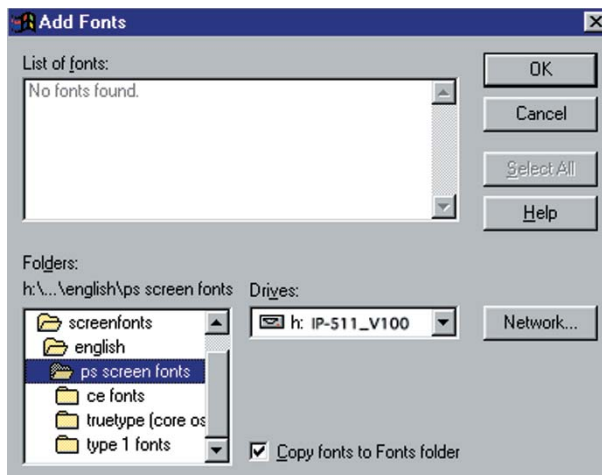 Add Fonts
List of fonts:
No fonts found.
OK
Cancel
Select All
Help
Folders:
h:\...\english\ps screen fonts
screenfonts
english
ps screen fonts
ce fonts
truetype (core os
type 1 fonts
Drives:
h: IP-511_V100
Network...
Copy fonts to Fonts folder